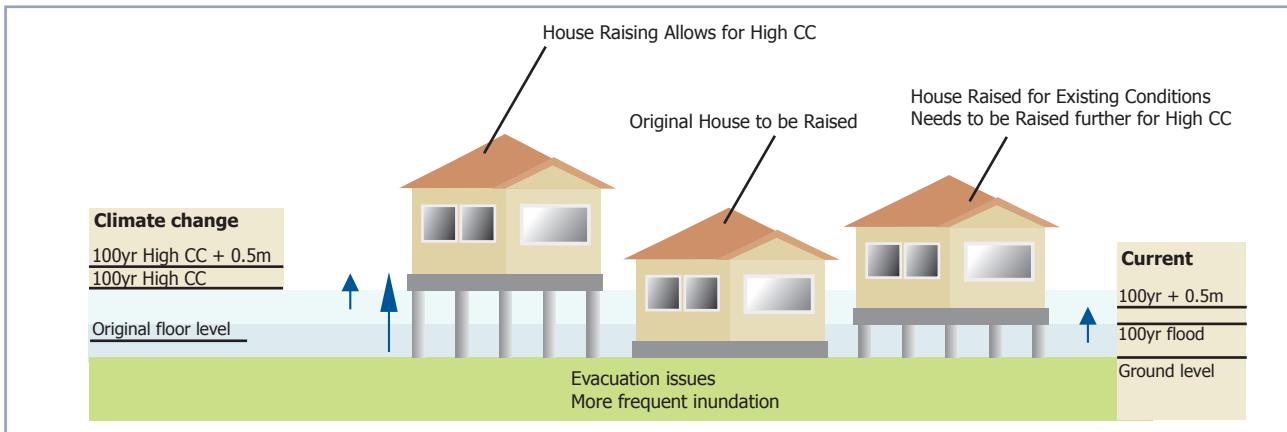 House Raising Allows for High CC
Original House to be Raised
House Raised for Existing Conditions
Needs to be Raised further for High CC
Climate change
100yr High CC + 0.5m
100yr High CC
Original floor level
Current
100yr + 0.5m
100yr flood
Ground level
Evacuation issues
More frequent inundation